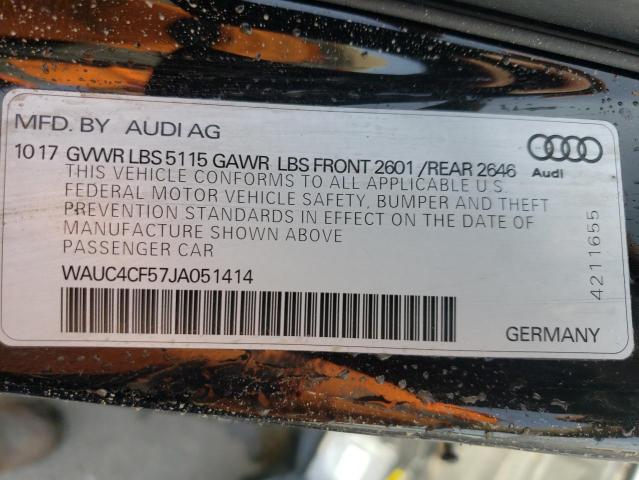 MFD. BY AUDI AG
10 17 GVWR LBS 5115 GAWR LBS FRONT 2601 /REAR 2646
THIS VEHICLE CONFORMS TO ALL APPLICABLE U.S.
FEDERAL MOTOR VEHICLE SAFETY, BUMPER AND THEFT
PREVENTION STANDARDS IN EFFECT ON THE DATE OF
MANUFACTURE SHOWN ABOVE
PASSENGER CAR
WAUC4CF57JA051414
Audi
4211655
GERMANY